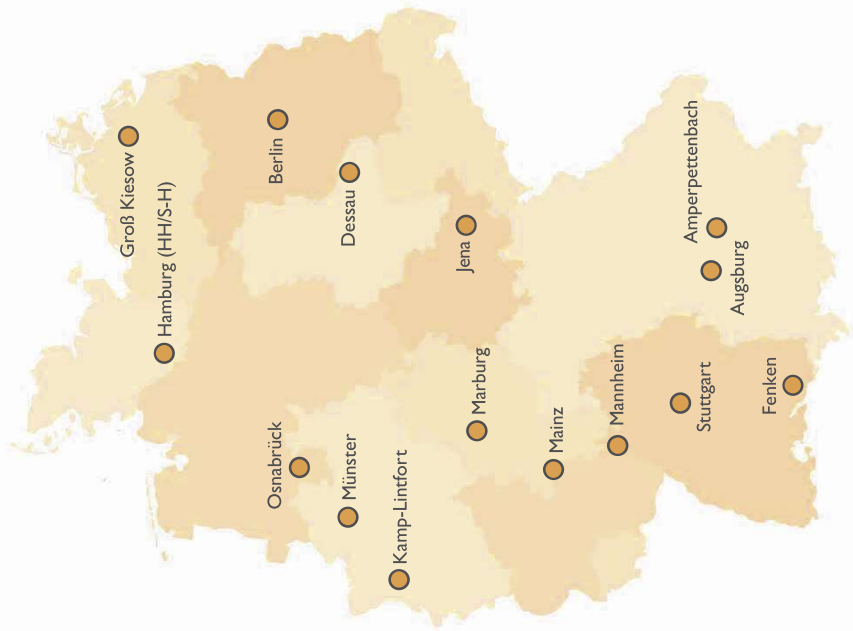 Groß Kiesow
Hamburg (HH/S-H)
Berlin
Dessau
Osnabrück
Münster
Kamp-Lintfort
Jena
Marburg
Mainz
Mannheim
Stuttgart
Amperpettenbach
Augsburg
Fenken